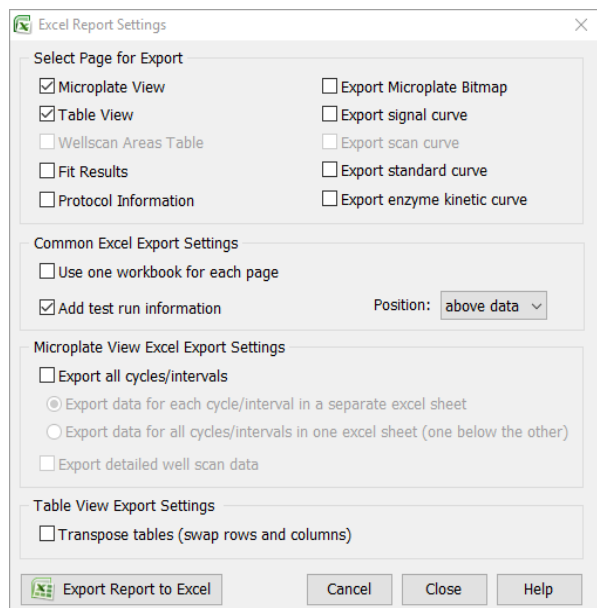 Excel Report Settings
Select Page for Export
Microplate View
Export Microplate Bitmap
Table View
Export signal curve
Wellscan Areas Table
Export scan curve
Fit Results
Export standard curve
Protocol Information
Export enzyme kinetic curve
Common Excel Export Settings
Use one workbook for each page
Add test run information
Position: above data
Microplate View Excel Export Settings
Export all cycles/intervals
Export data for each cycle/interval in a separate excel sheet
Export data for all cycles/intervals in one excel sheet (one below the other)
Export detailed well scan data
Table View Export Settings
Transpose tables (swap rows and columns)
Export Report to Excel
Cancel
Close
Help